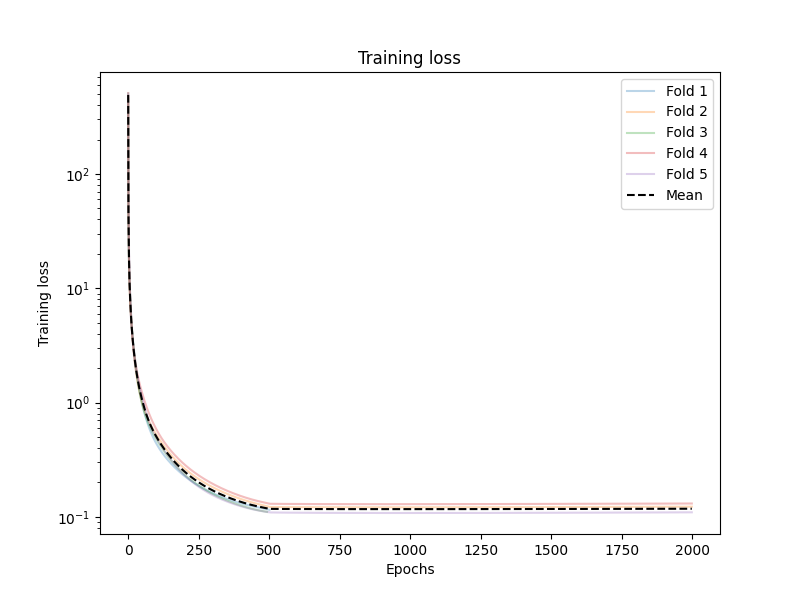 Training loss
Fold 1
Fold 2
Fold 3
Fold 4
Fold 5
Mean
Training loss
10²
10¹
10⁰
10⁻¹
0 250 500 750 1000 1250 1500 1750 2000
Epochs